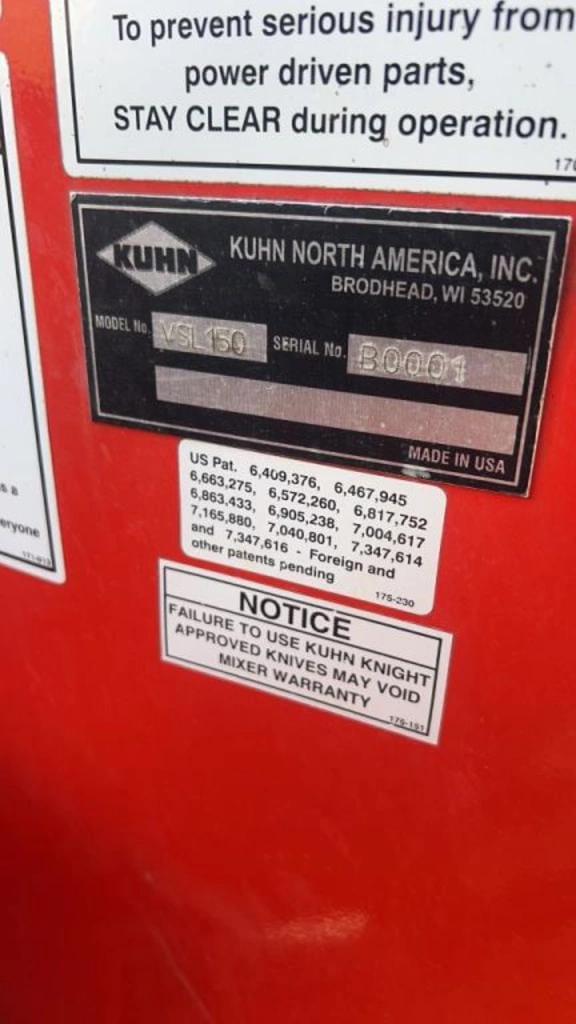 To prevent serious injury from
power driven parts,
STAY CLEAR during operation.
KUHN
KUHN NORTH AMERICA, INC.
BRODHEAD, WI 53520
MODEL No. VSL150 SERIAL No. B0001
MADE IN USA
US Pat. 6,409,376, 6,467,945
6,663,275, 6,572,260, 6,817,752
6,863,433, 6,905,238, 7,004,617
7,165,880, 7,040,801, 7,347,614
and 7,347,616 - Foreign and
other patents pending
175-230
NOTICE
FAILURE TO USE KUHN KNIGHT
APPROVED KNIVES MAY VOID
MIXER WARRANTY
175-151